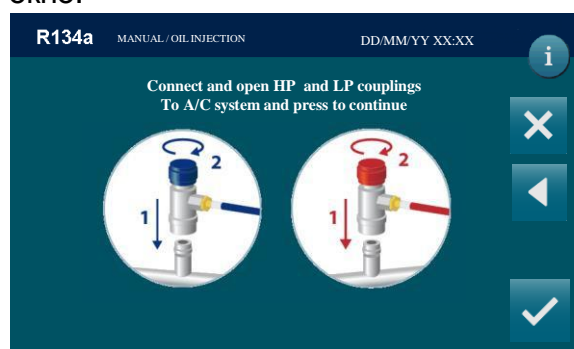 R134a MANUAL / OIL INJECTION DD/MM/YY XX:XX
i
Connect and open HP and LP couplings
To A/C system and press to continue
2 2
1 1